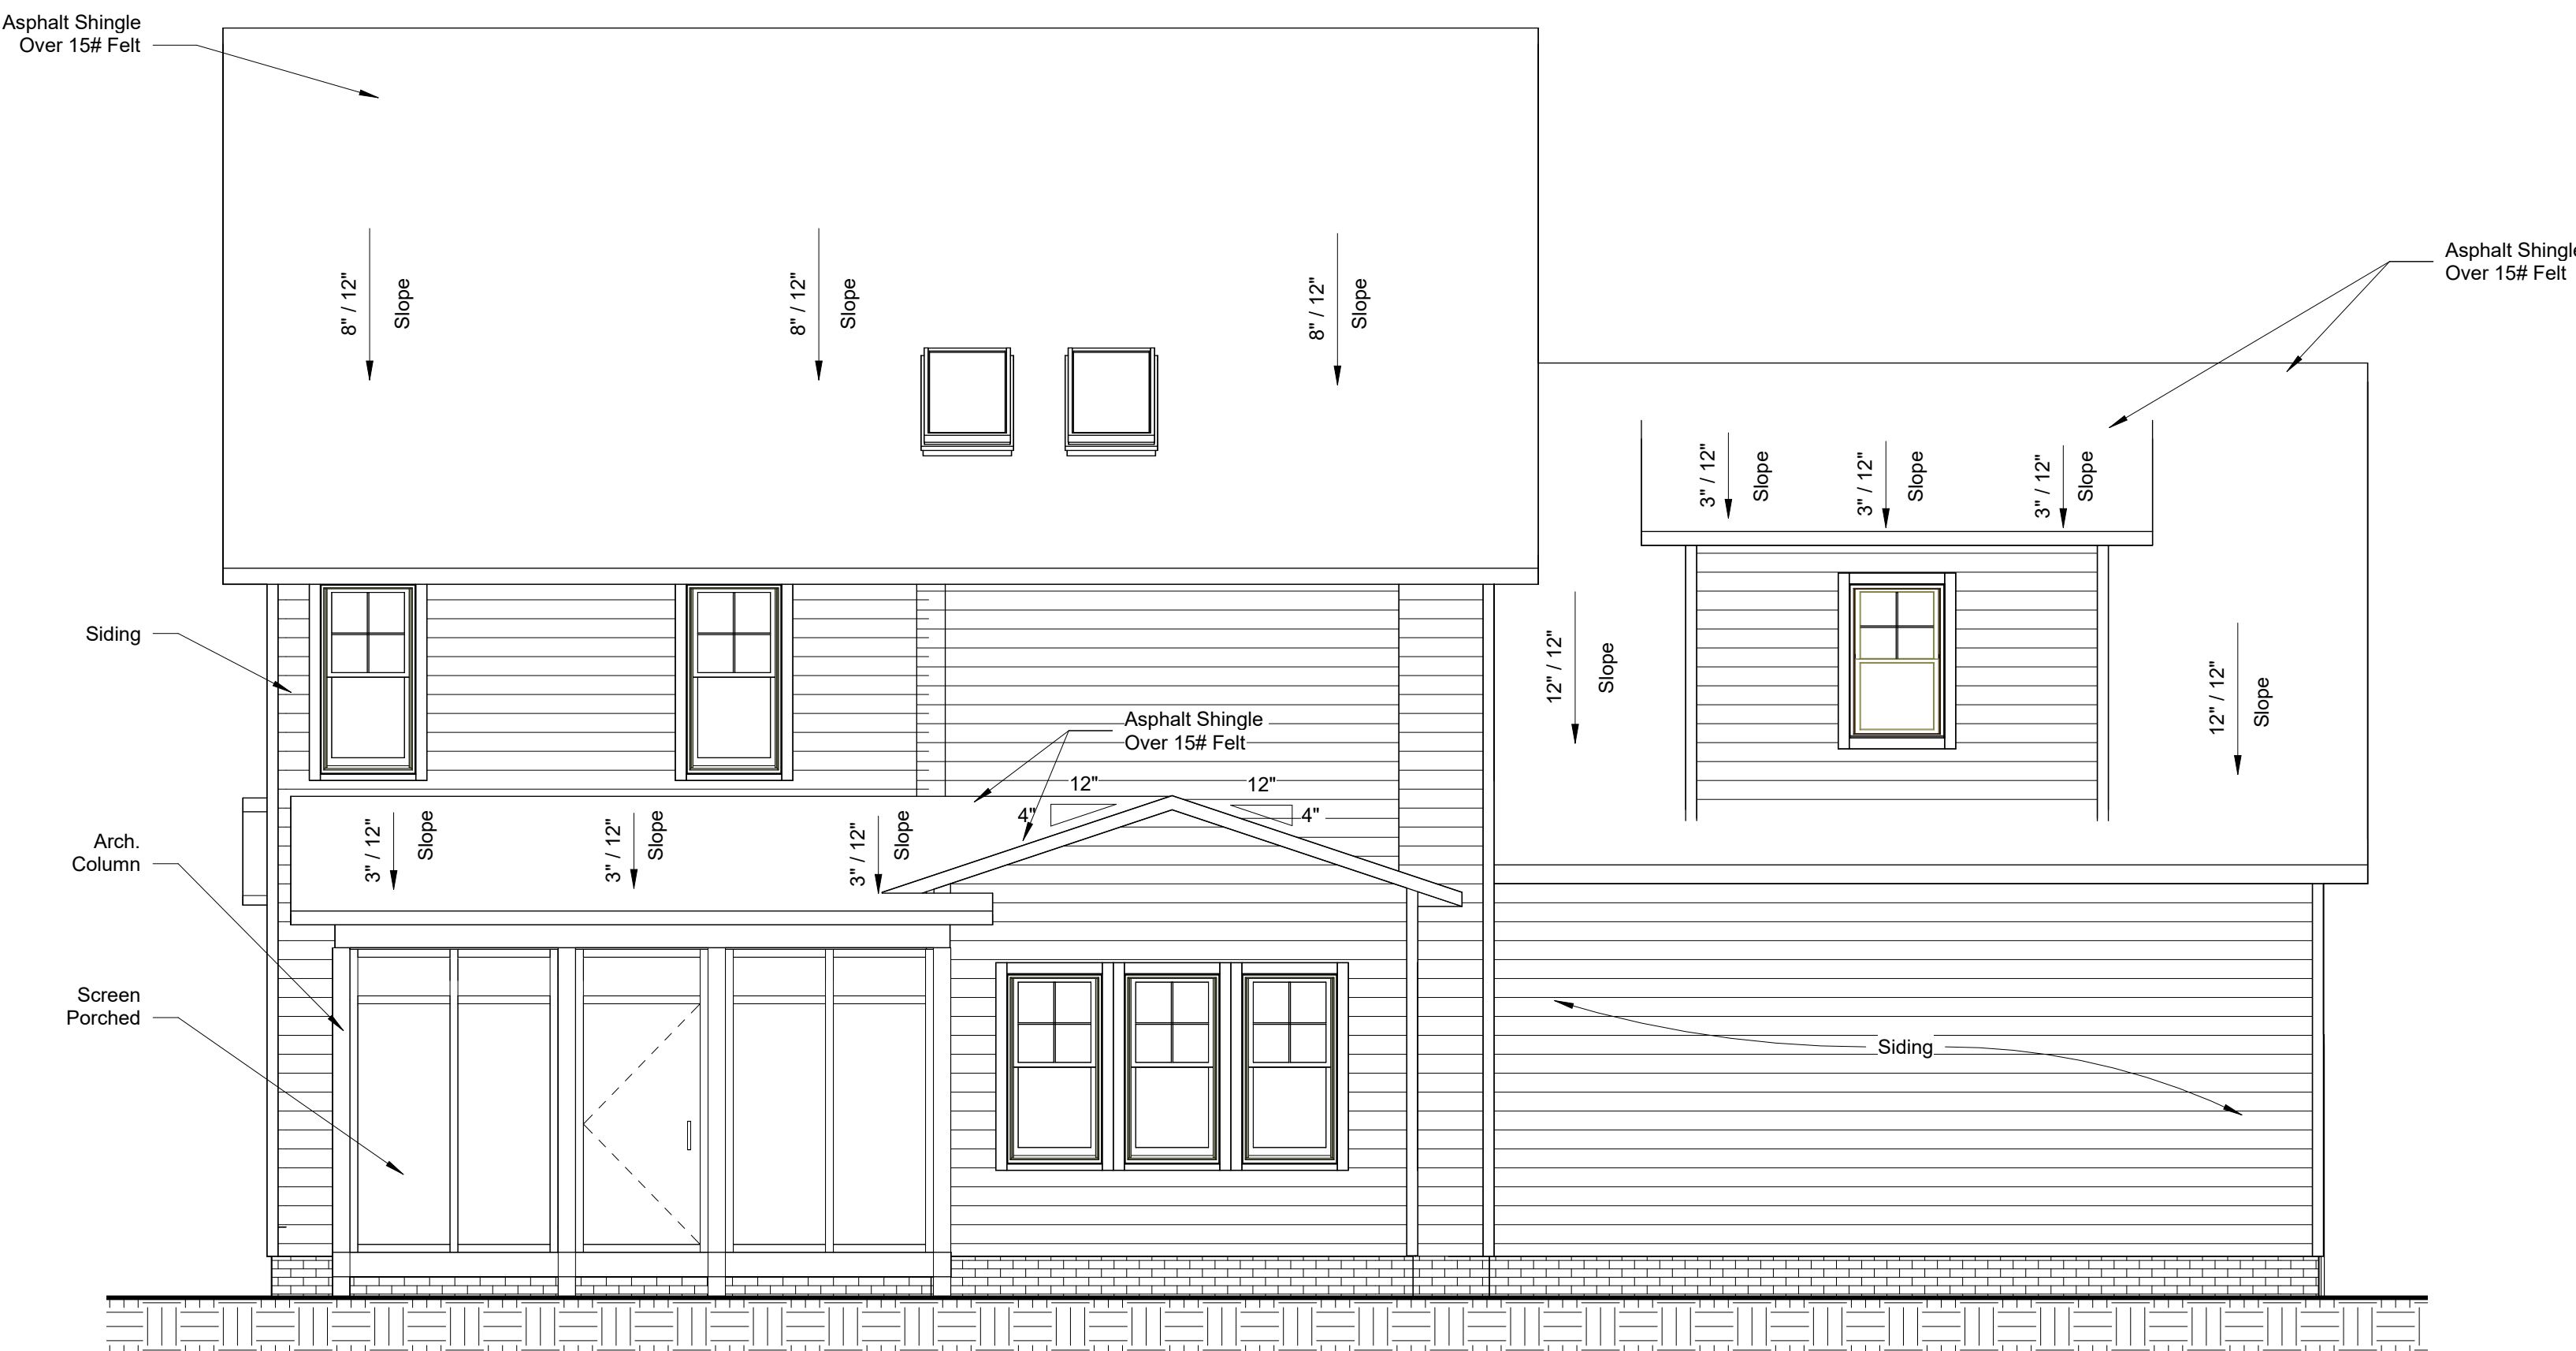 Asphalt Shingle
Over 15# Felt
8" / 12"
Slope
8" / 12"
Slope
8" / 12"
Slope
Asphalt Shingle
Over 15# Felt
3" / 12"
Slope
3" / 12"
Slope
3" / 12"
Slope
Siding
12" / 12"
Slope
12" / 12"
Slope
Asphalt Shingle
Over 15# Felt
12"
12"
4"
4"
Arch.
Column
3" / 12"
Slope
3" / 12"
Slope
3" / 12"
Slope
Screen
Porched
Siding